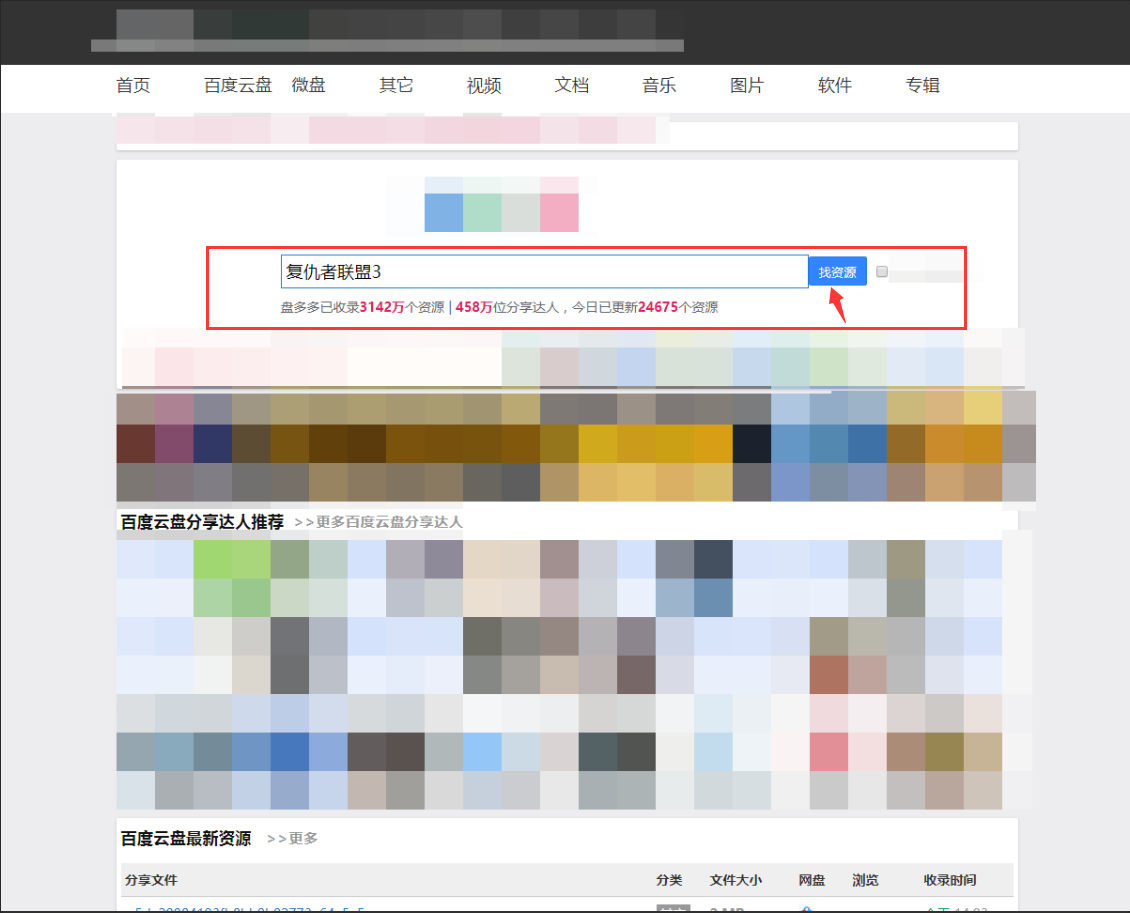 首页 百度云盘 微盘 其它 视频 文档 音乐 图片 软件 专辑
复仇者联盟3 找资源
盘多多已收录3142万个资源 | 458万位分享达人，今日已更新24675个资源
百度云盘分享达人推荐 >>更多百度云盘分享达人
百度云盘最新资源 >>更多
分享文件 分类 文件大小 网盘 浏览 收录时间